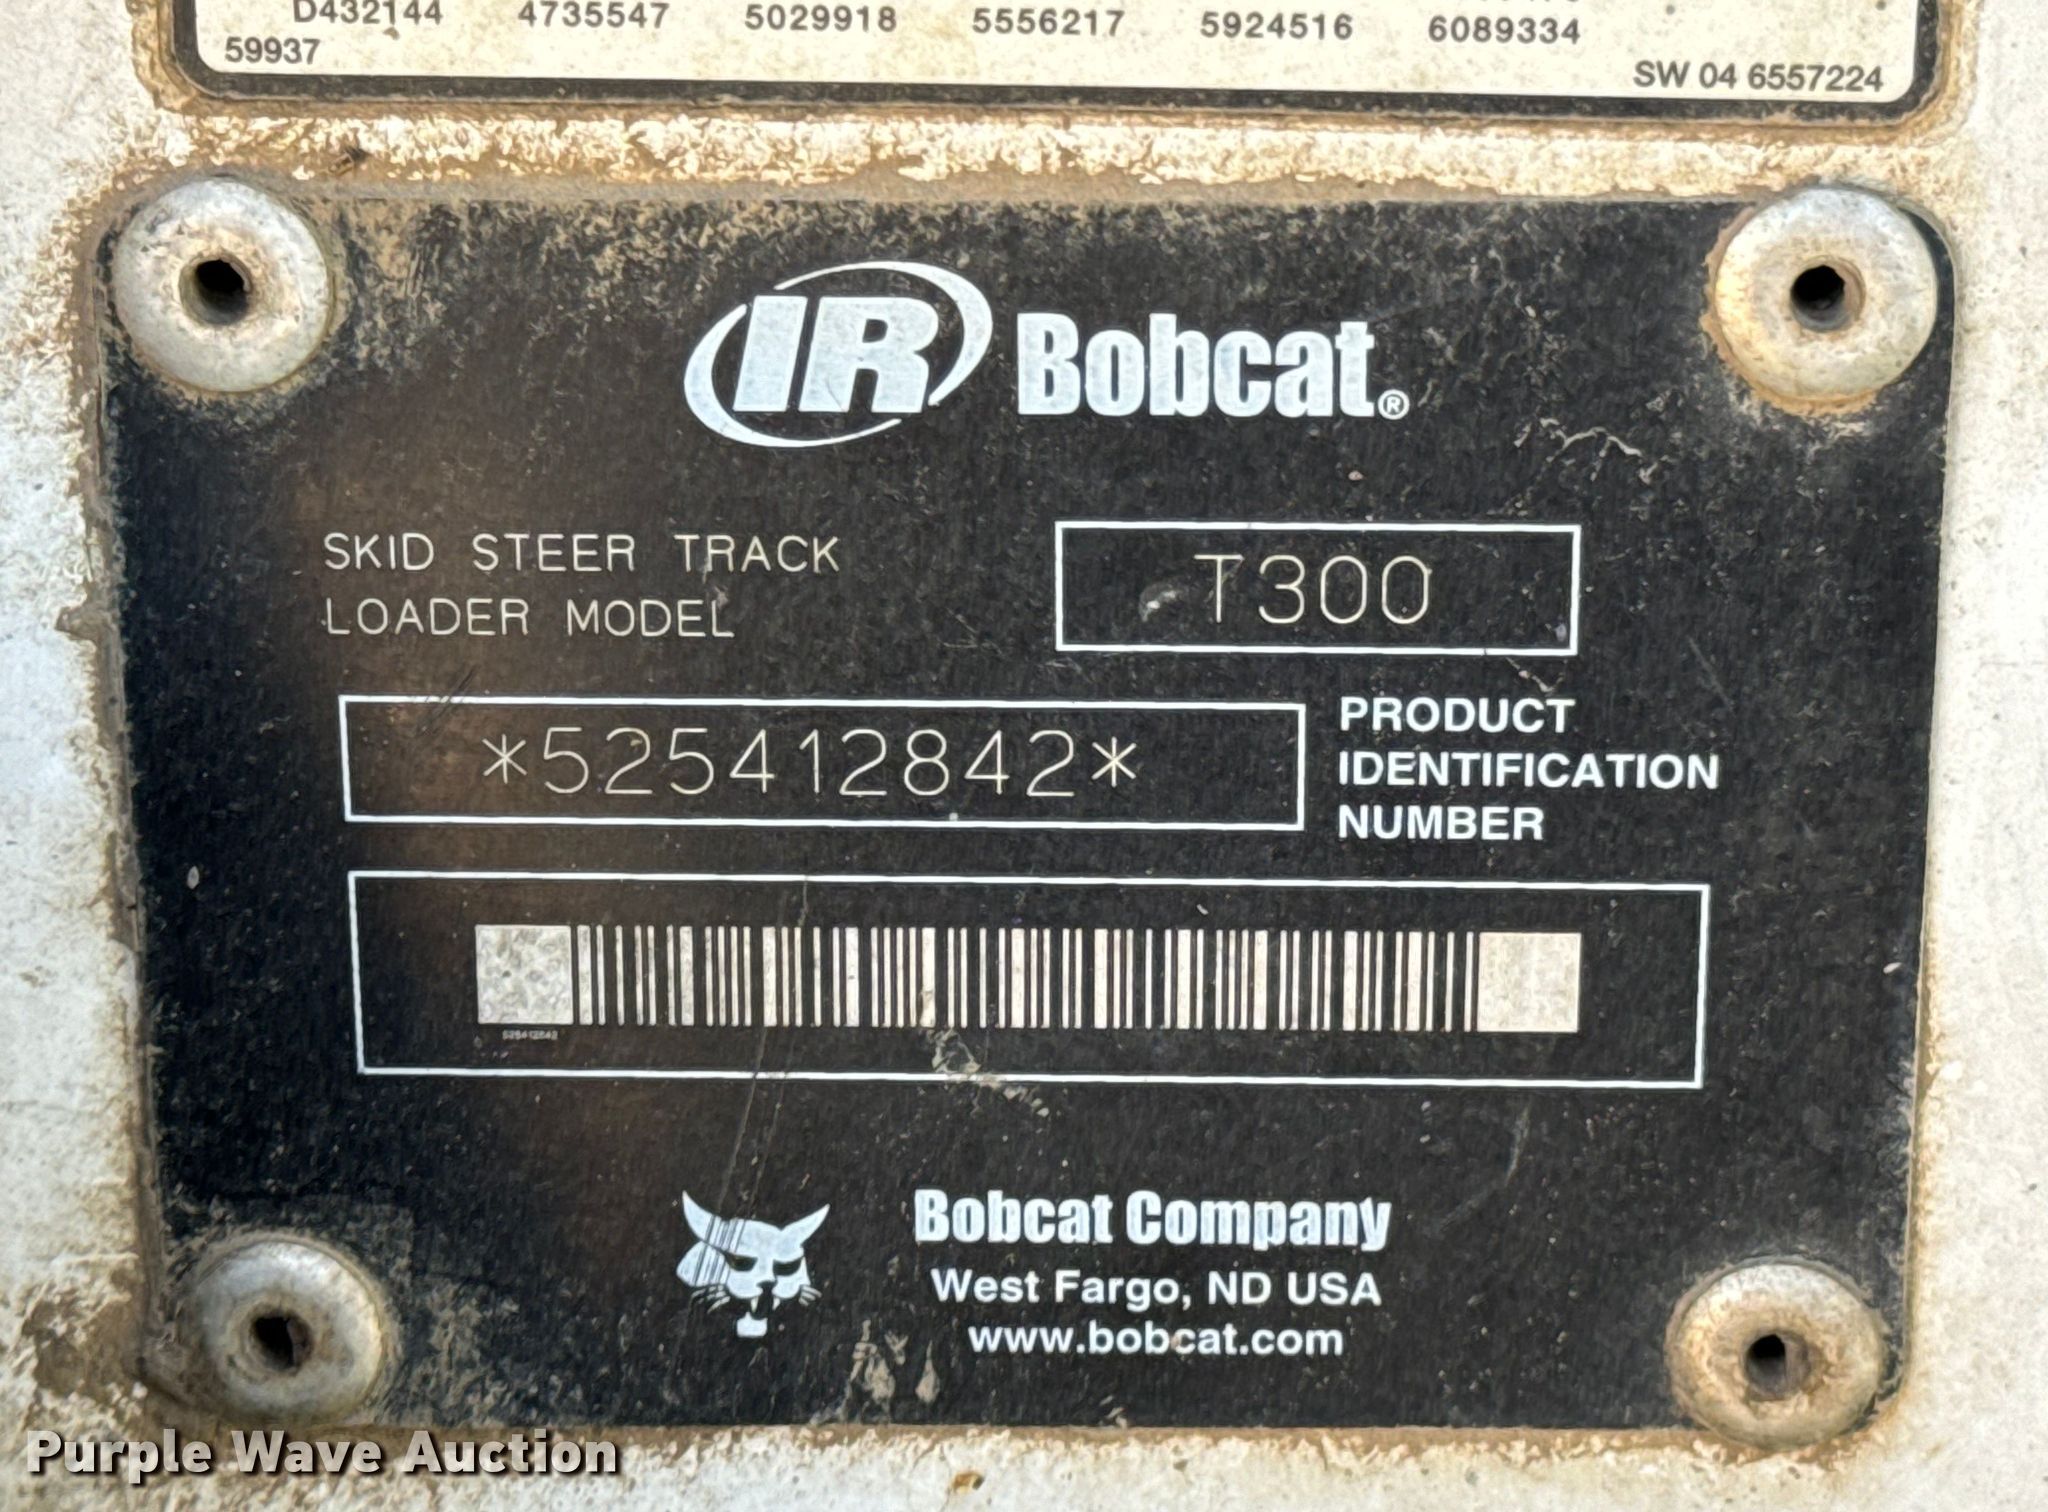 D432144 4735547 5029918 5556217 5924516 6089334
59937
SW 04 6557224
IR Bobcat®
SKID STEER TRACK
LOADER MODEL
T300
*525412842*
PRODUCT
IDENTIFICATION
NUMBER
525412842
Bobcat Company
West Fargo, ND USA
www.bobcat.com
Purple Wave Auction